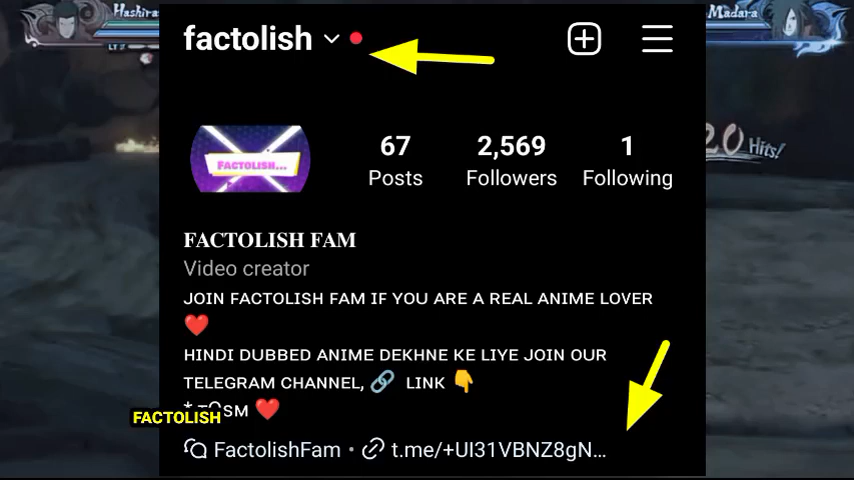 Hashira
Madara
factolish
FACTOLISH...
67
Posts
2,569
Followers
1
Following
Hits!
FACTOLISH FAM
Video creator
JOIN FACTOLISH FAM IF YOU ARE A REAL ANIME LOVER
❤️
HINDI DUBBED ANIME DEKHNE KE LIYE JOIN OUR
TELEGRAM CHANNEL, 🔗 LINK 👇
FACTOLISH
FactolishFam • t.me/+UI31VBNZ8gN...